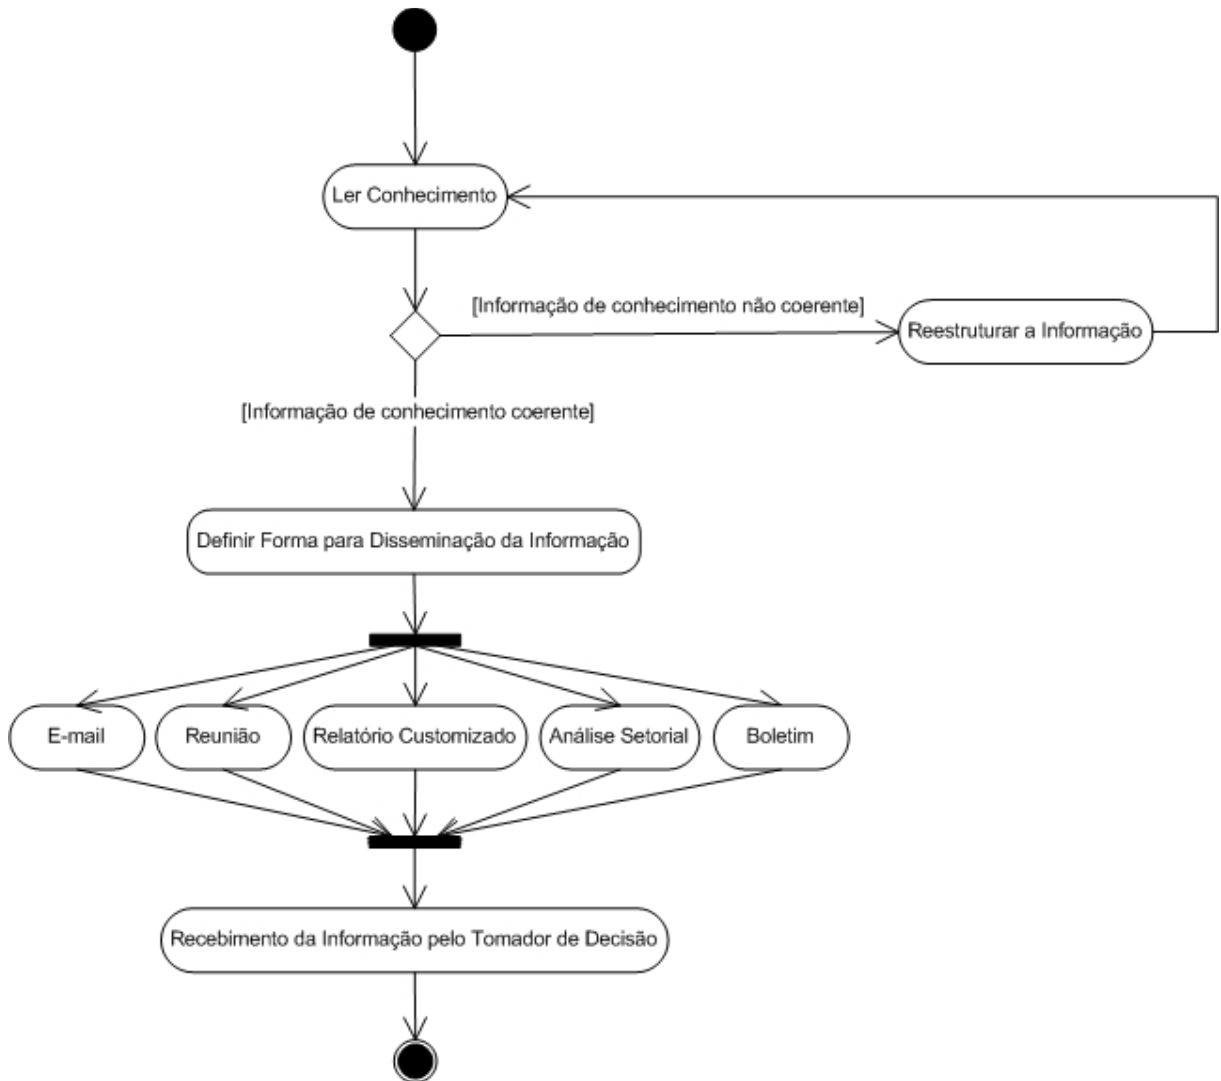 Ler Conhecimento
[Informação de conhecimento não coerente]
Reestruturar a Informação
[Informação de conhecimento coerente]
Definir Forma para Disseminação da Informação
E-mail
Reunião
Relatório Customizado
Análise Setorial
Boletim
Recebimento da Informação pelo Tomador de Decisão